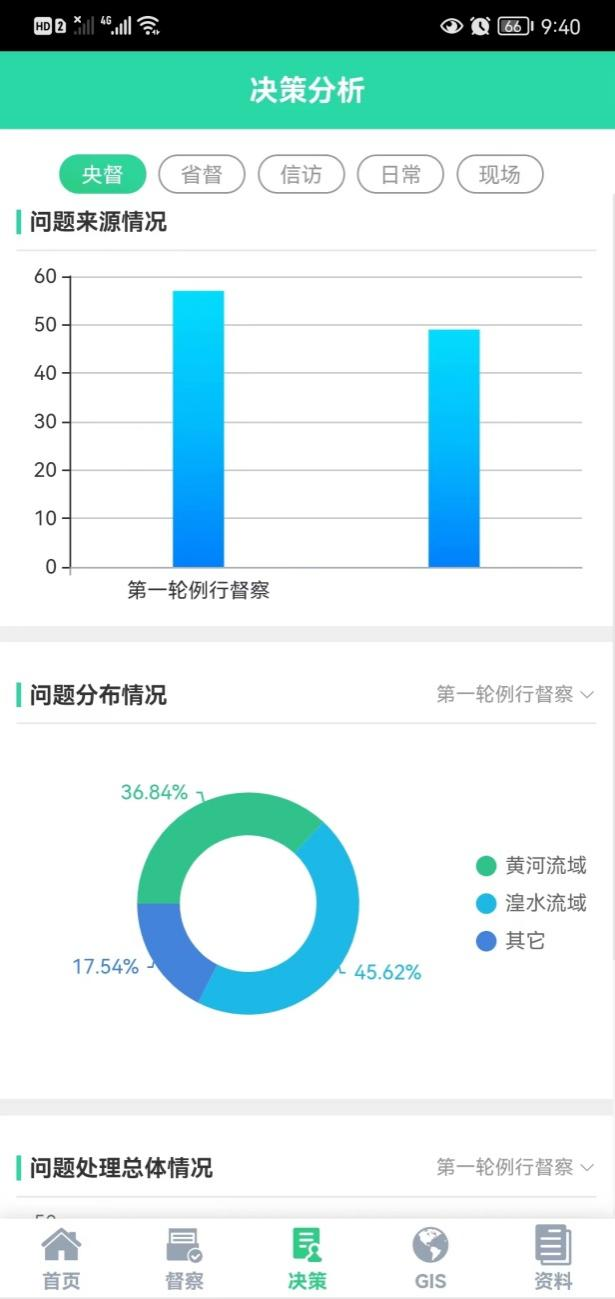 HD 2 4G 66 9:40
决策分析
央督 省督 信访 日常 现场
问题来源情况
60
50
40
30
20
10
0
第一轮例行督察
问题分布情况 第一轮例行督察
36.84%
黄河流域
湟水流域
其它
17.54% 45.62%
问题处理总体情况 第一轮例行督察
首页 督察 决策 GIS 资料